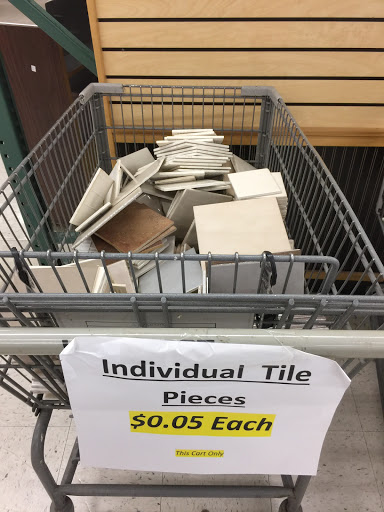 Individual Tile
Pieces
$0.05 Each
This Cart Only